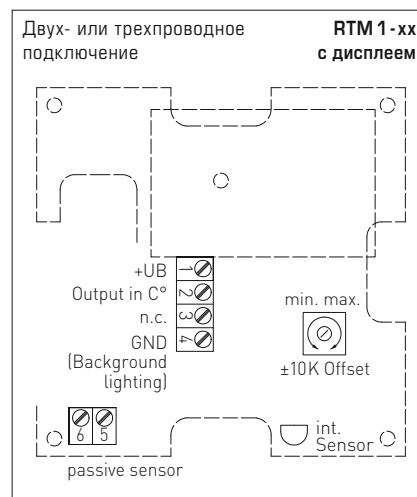 Двух- или трехпроводное RTM 1 - xx
подключение с дисплеем
+UB 1
Output in C° 2
n.c. 3
GND 4
(Background
lighting)
min. max.
±10K Offset
6 5
int.
Sensor
passive sensor